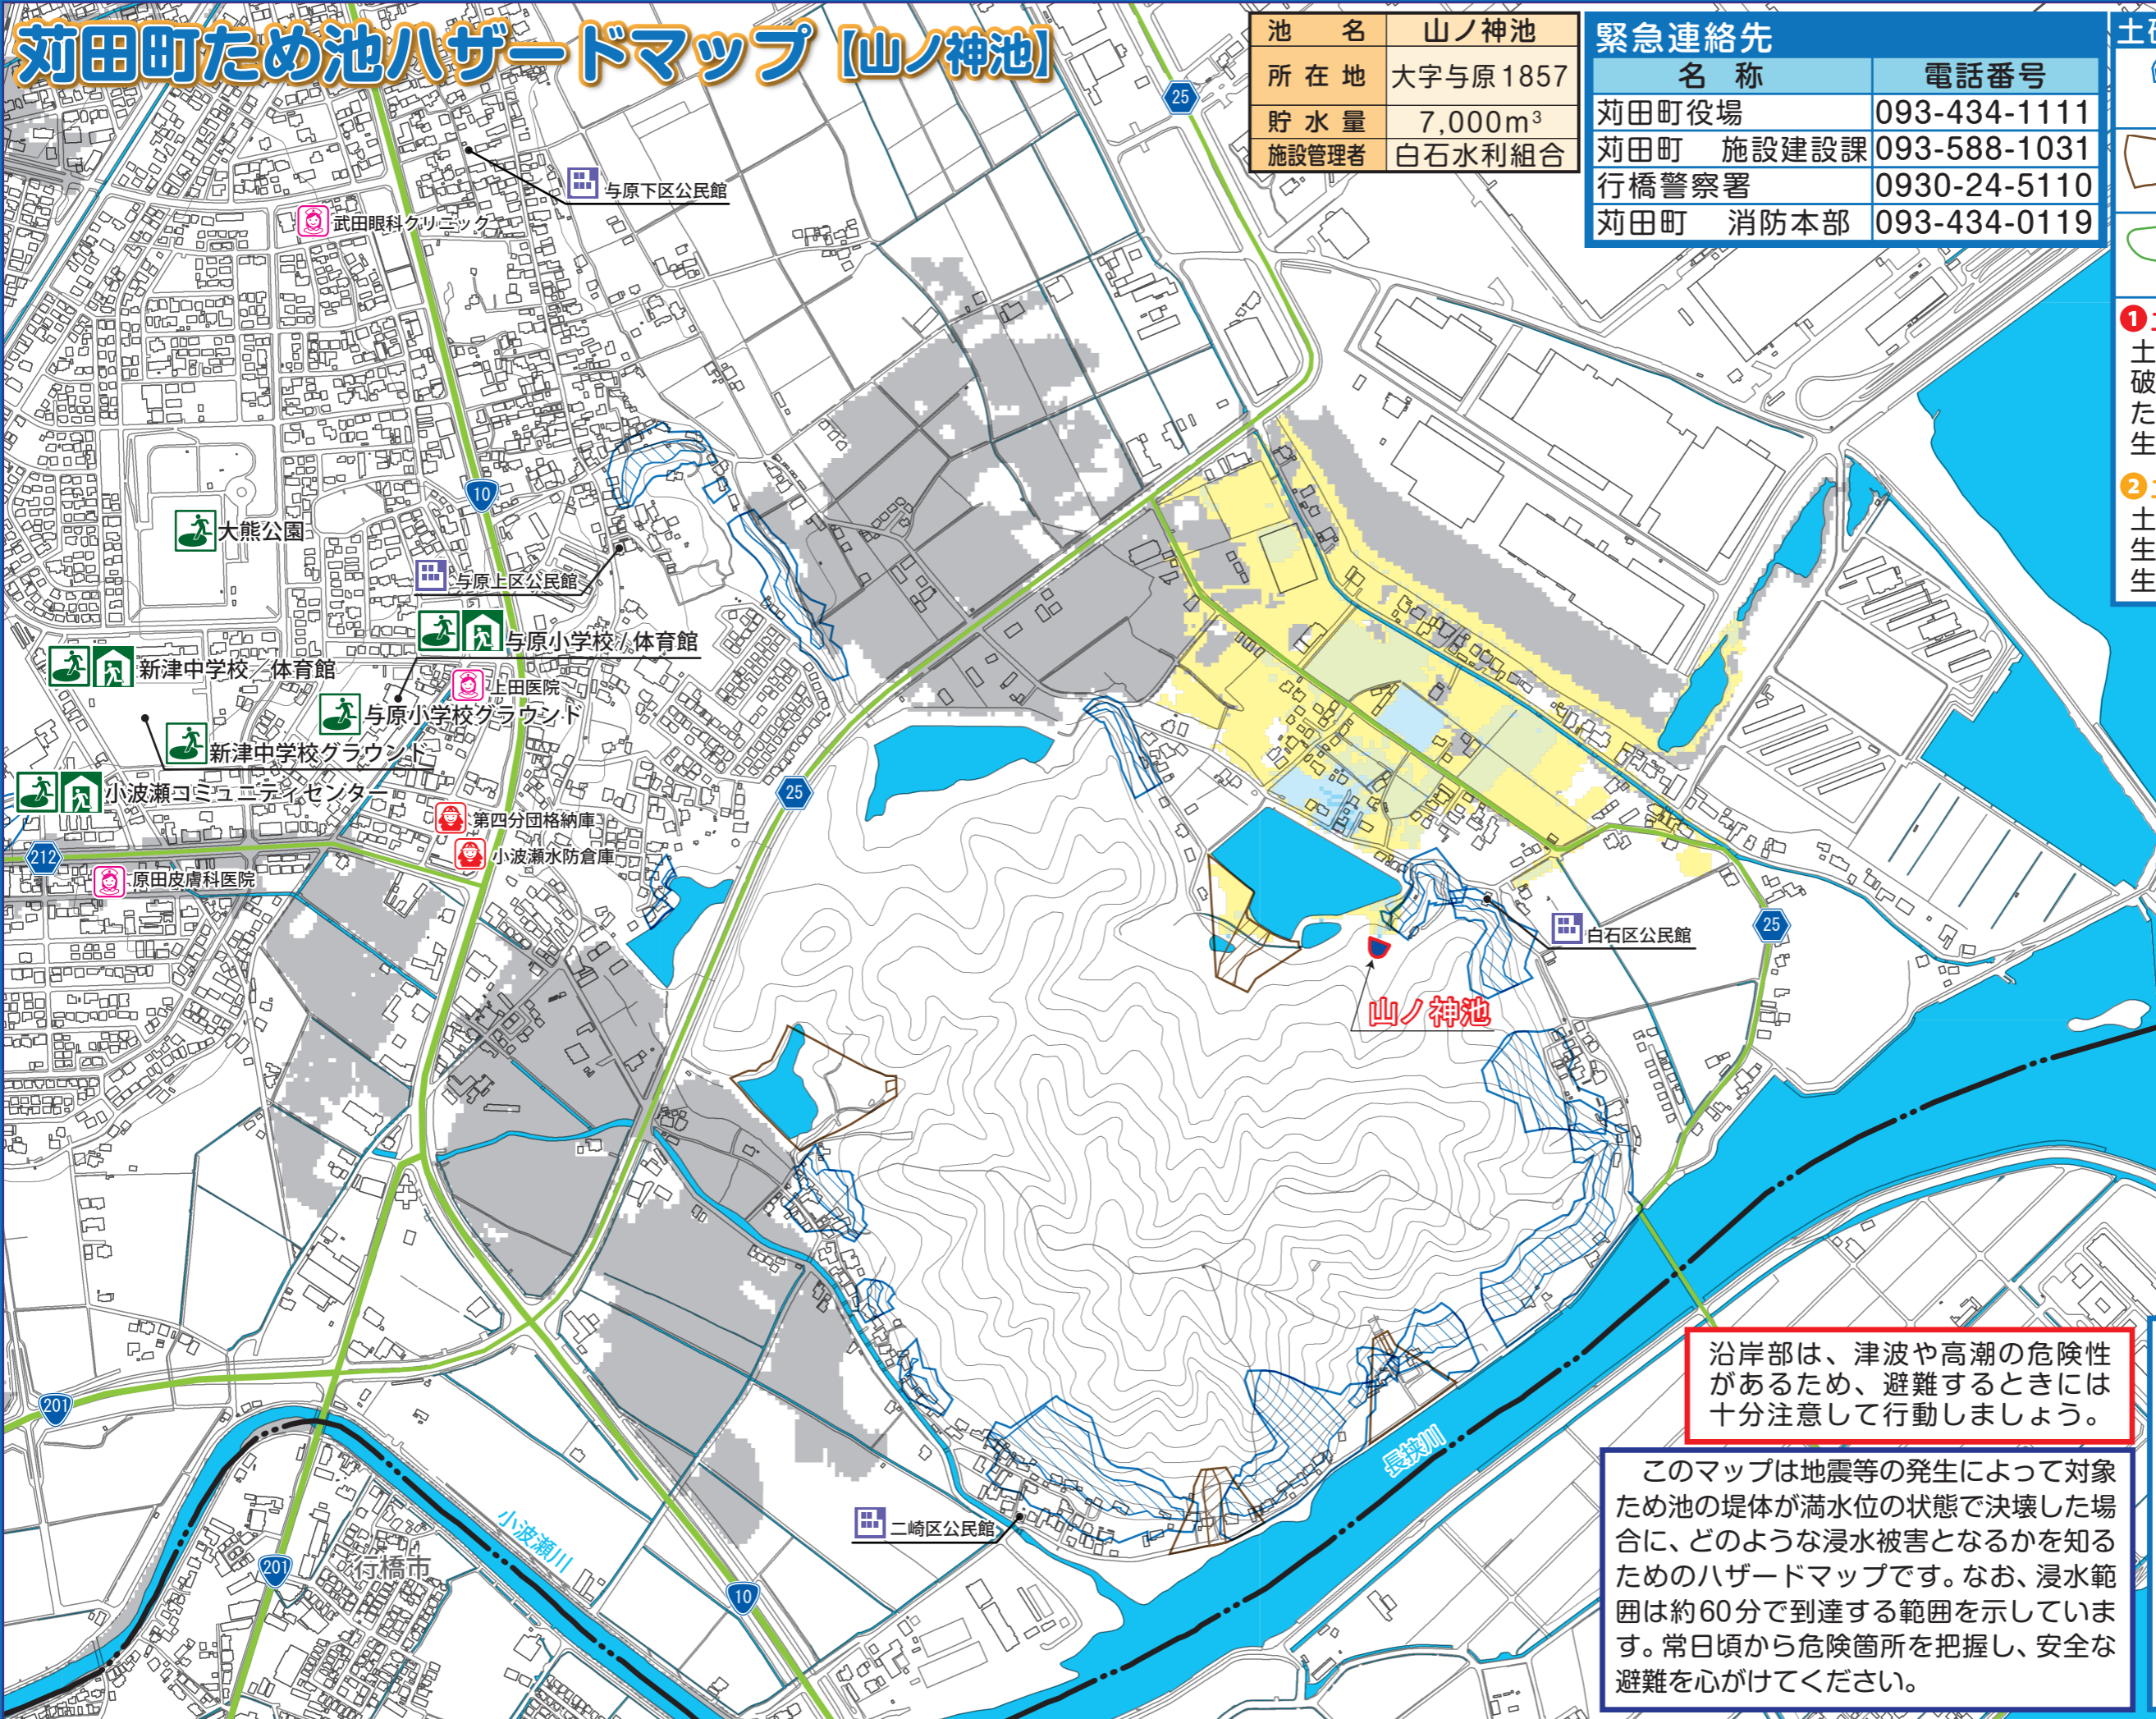 苅田町ため池ハザードマップ【山ノ神池】
池 名 山ノ神池
所在地 大字与原1857
貯水量 7,000m³
施設管理者 白石水利組合
緊急連絡先
名 称 電話番号
苅田町役場 093-434-1111
苅田町 施設建設課 093-588-1031
行橋警察署 0930-24-5110
苅田町 消防本部 093-434-0119
❶
土
破
た
生
❷
土
生
生
25
与原下区公民館
武田眼科クリニック
10
大熊公園
与原上区公民館
与原小学校/体育館
新津中学校/体育館
上田医院
与原小学校グラウンド
新津中学校グラウンド
小波瀬コミュニティセンター
25
第四分団格納庫
小波瀬水防倉庫
212
原田皮膚科医院
白石区公民館
25
山ノ神池
201
長挟川
小波瀬川
二崎区公民館
行橋市
201
10
沿岸部は、津波や高潮の危険性
があるため、避難するときには
十分注意して行動しましょう。
このマップは地震等の発生によって対象
ため池の堤体が満水位の状態で決壊した場
合に、どのような浸水被害となるかを知る
ためのハザードマップです。なお、浸水範
囲は約60分で到達する範囲を示していま
す。常日頃から危険箇所を把握し、安全な
避難を心がけてください。